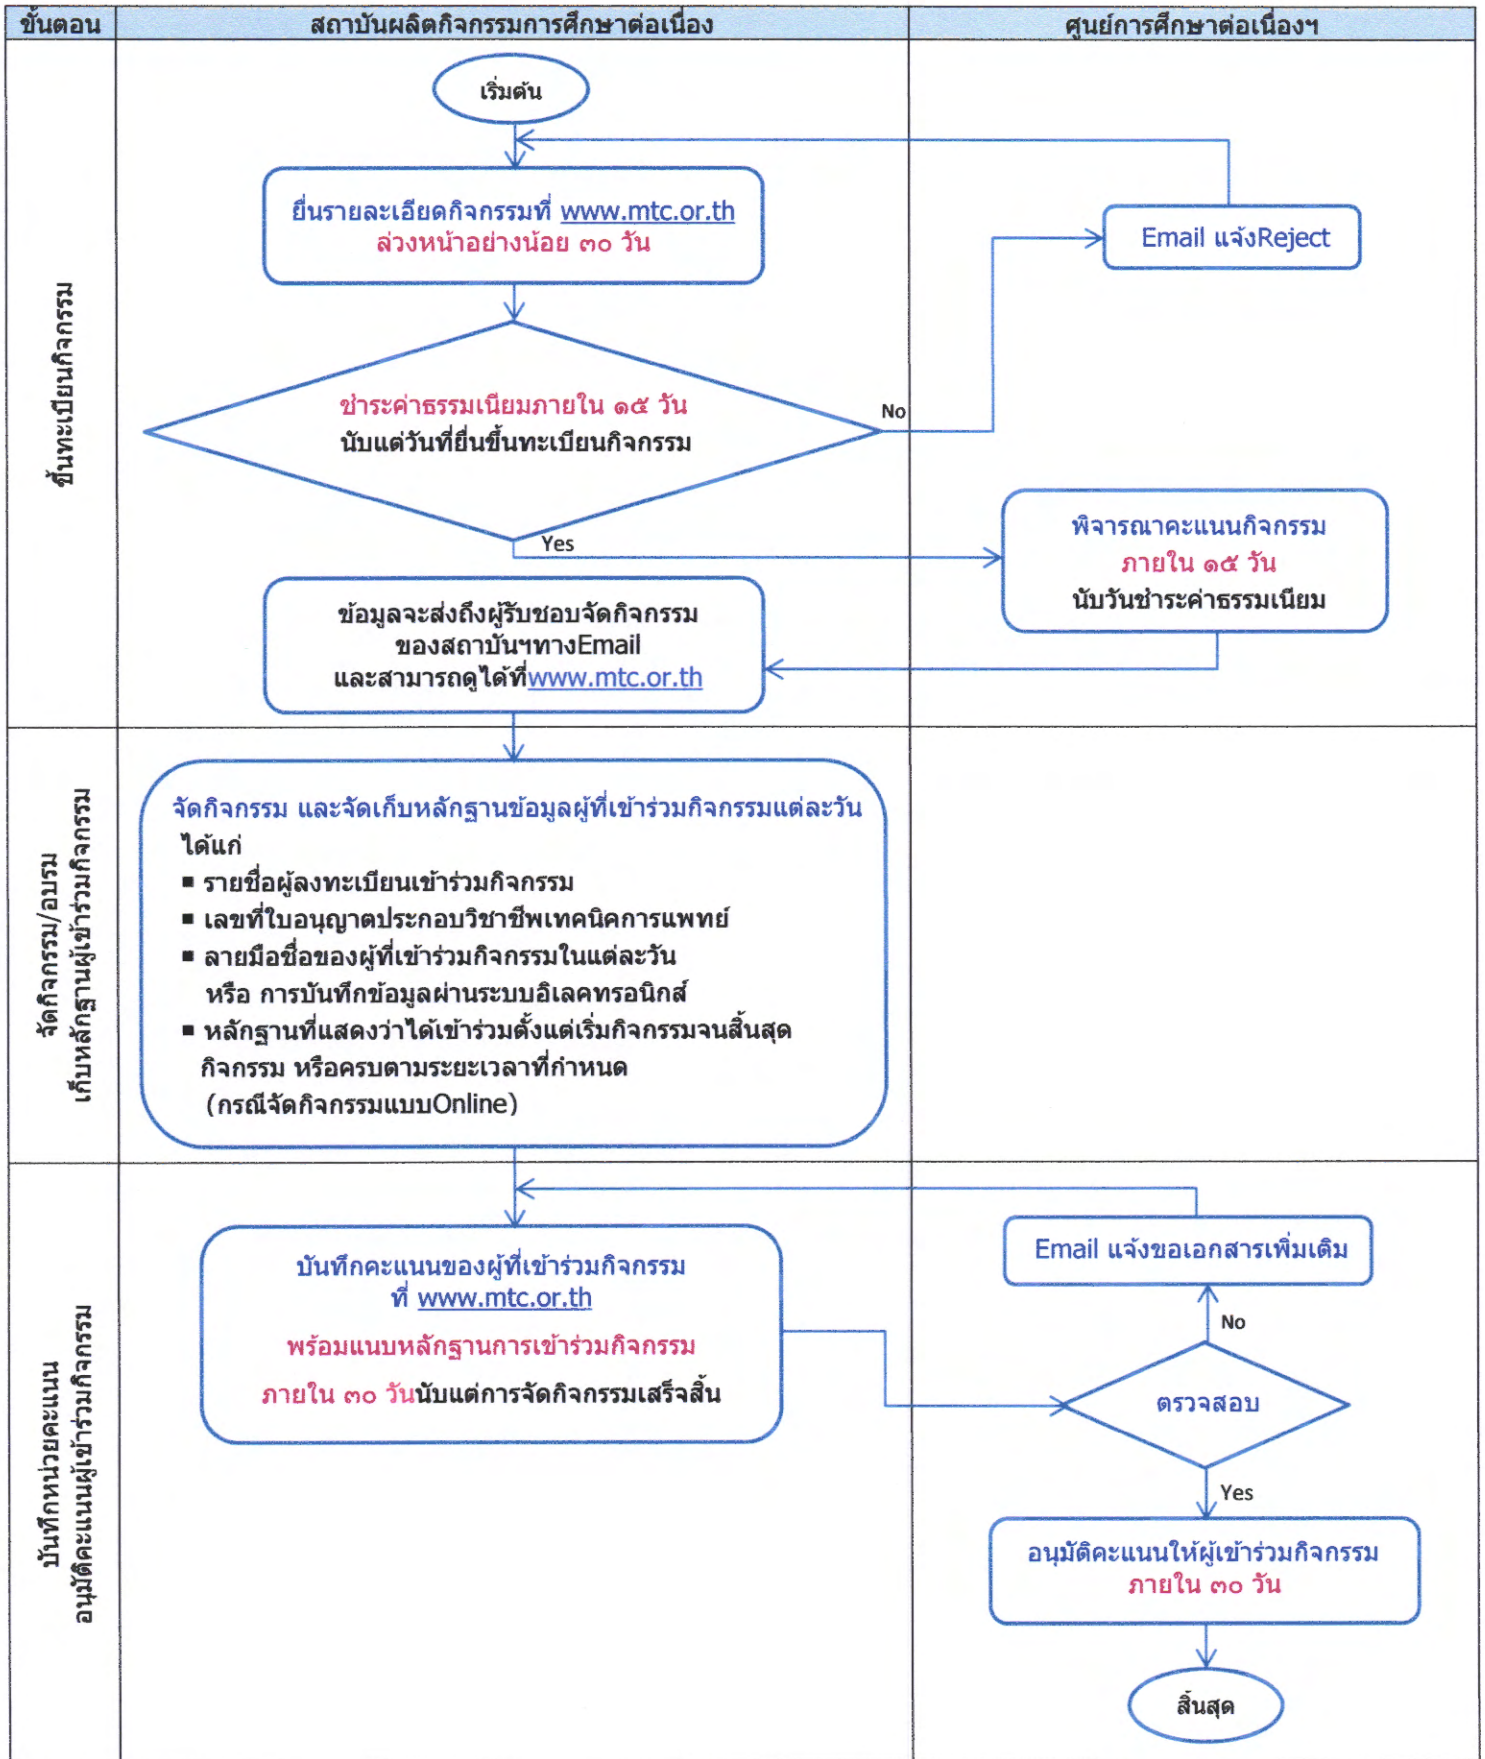 ขั้นตอน
สถาบันผลิตกิจกรรมการศึกษาต่อเนื่อง
ศูนย์การศึกษาต่อเนื่องฯ
ขึ้นทะเบียนกิจกรรม
เริ่มต้น
ยื่นรายละเอียดกิจกรรมที่ www.mtc.or.th
ล่วงหน้าอย่างน้อย ๓๐ วัน
Email แจ้งReject
ชำระค่าธรรมเนียมภายใน ๑๕ วัน
นับแต่วันที่ยื่นขึ้นทะเบียนกิจกรรม
No
Yes
พิจารณาคะแนนกิจกรรม
ภายใน ๑๕ วัน
นับวันชำระค่าธรรมเนียม
ข้อมูลจะส่งถึงผู้รับชอบจัดกิจกรรม
ของสถาบันฯทางEmail
และสามารถดูได้ที่www.mtc.or.th
จัดกิจกรรม/อบรม
เก็บหลักฐานผู้เข้าร่วมกิจกรรม
จัดกิจกรรม และจัดเก็บหลักฐานข้อมูลผู้ที่เข้าร่วมกิจกรรมแต่ละวัน
ได้แก่
▪ รายชื่อผู้ลงทะเบียนเข้าร่วมกิจกรรม
▪ เลขที่ใบอนุญาตประกอบวิชาชีพเทคนิคการแพทย์
▪ ลายมือชื่อของผู้ที่เข้าร่วมกิจกรรมในแต่ละวัน
หรือ การบันทึกข้อมูลผ่านระบบอิเลคทรอนิกส์
▪ หลักฐานที่แสดงว่าได้เข้าร่วมตั้งแต่เริ่มกิจกรรมจนสิ้นสุด
กิจกรรม หรือครบตามระยะเวลาที่กำหนด
(กรณีจัดกิจกรรมแบบOnline)
บันทึกหน่วยคะแนน
อนุมัติคะแนนผู้เข้าร่วมกิจกรรม
บันทึกคะแนนของผู้ที่เข้าร่วมกิจกรรม
ที่ www.mtc.or.th
พร้อมแนบหลักฐานการเข้าร่วมกิจกรรม
ภายใน ๓๐ วันนับแต่การจัดกิจกรรมเสร็จสิ้น
Email แจ้งขอเอกสารเพิ่มเติม
No
ตรวจสอบ
Yes
อนุมัติคะแนนให้ผู้เข้าร่วมกิจกรรม
ภายใน ๓๐ วัน
สิ้นสุด